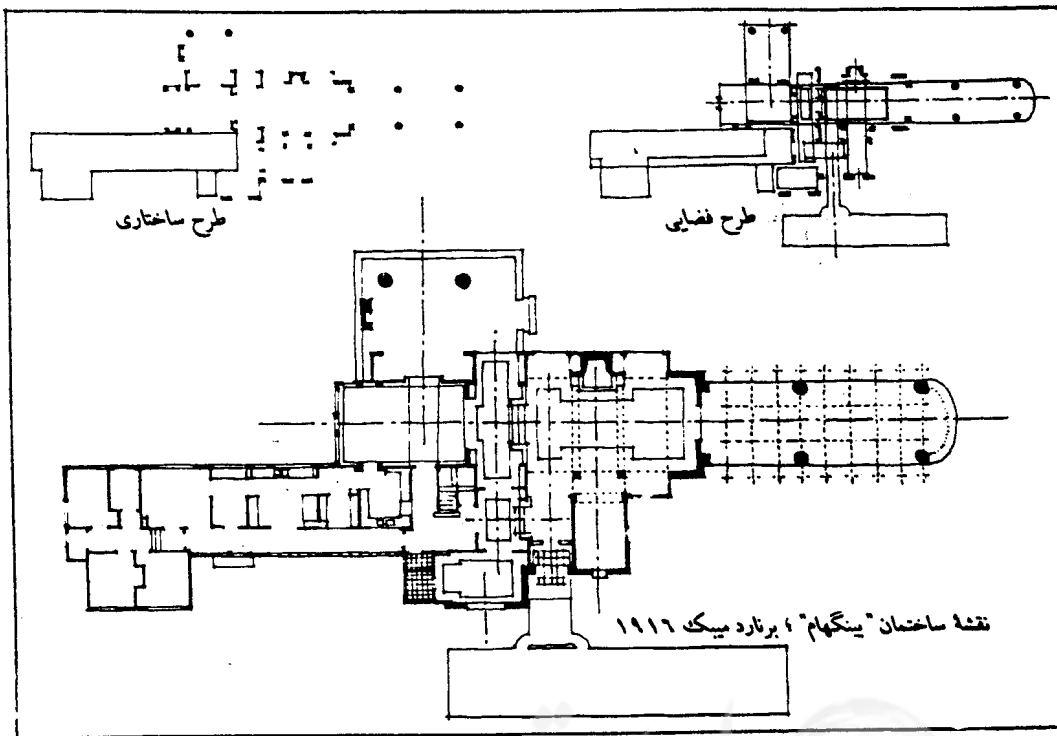 طرح فضایی
طرح ساختاری
نقشهٔ ساختمان "بینگهام" ؛ برنارد میبک ۱۹۱۶